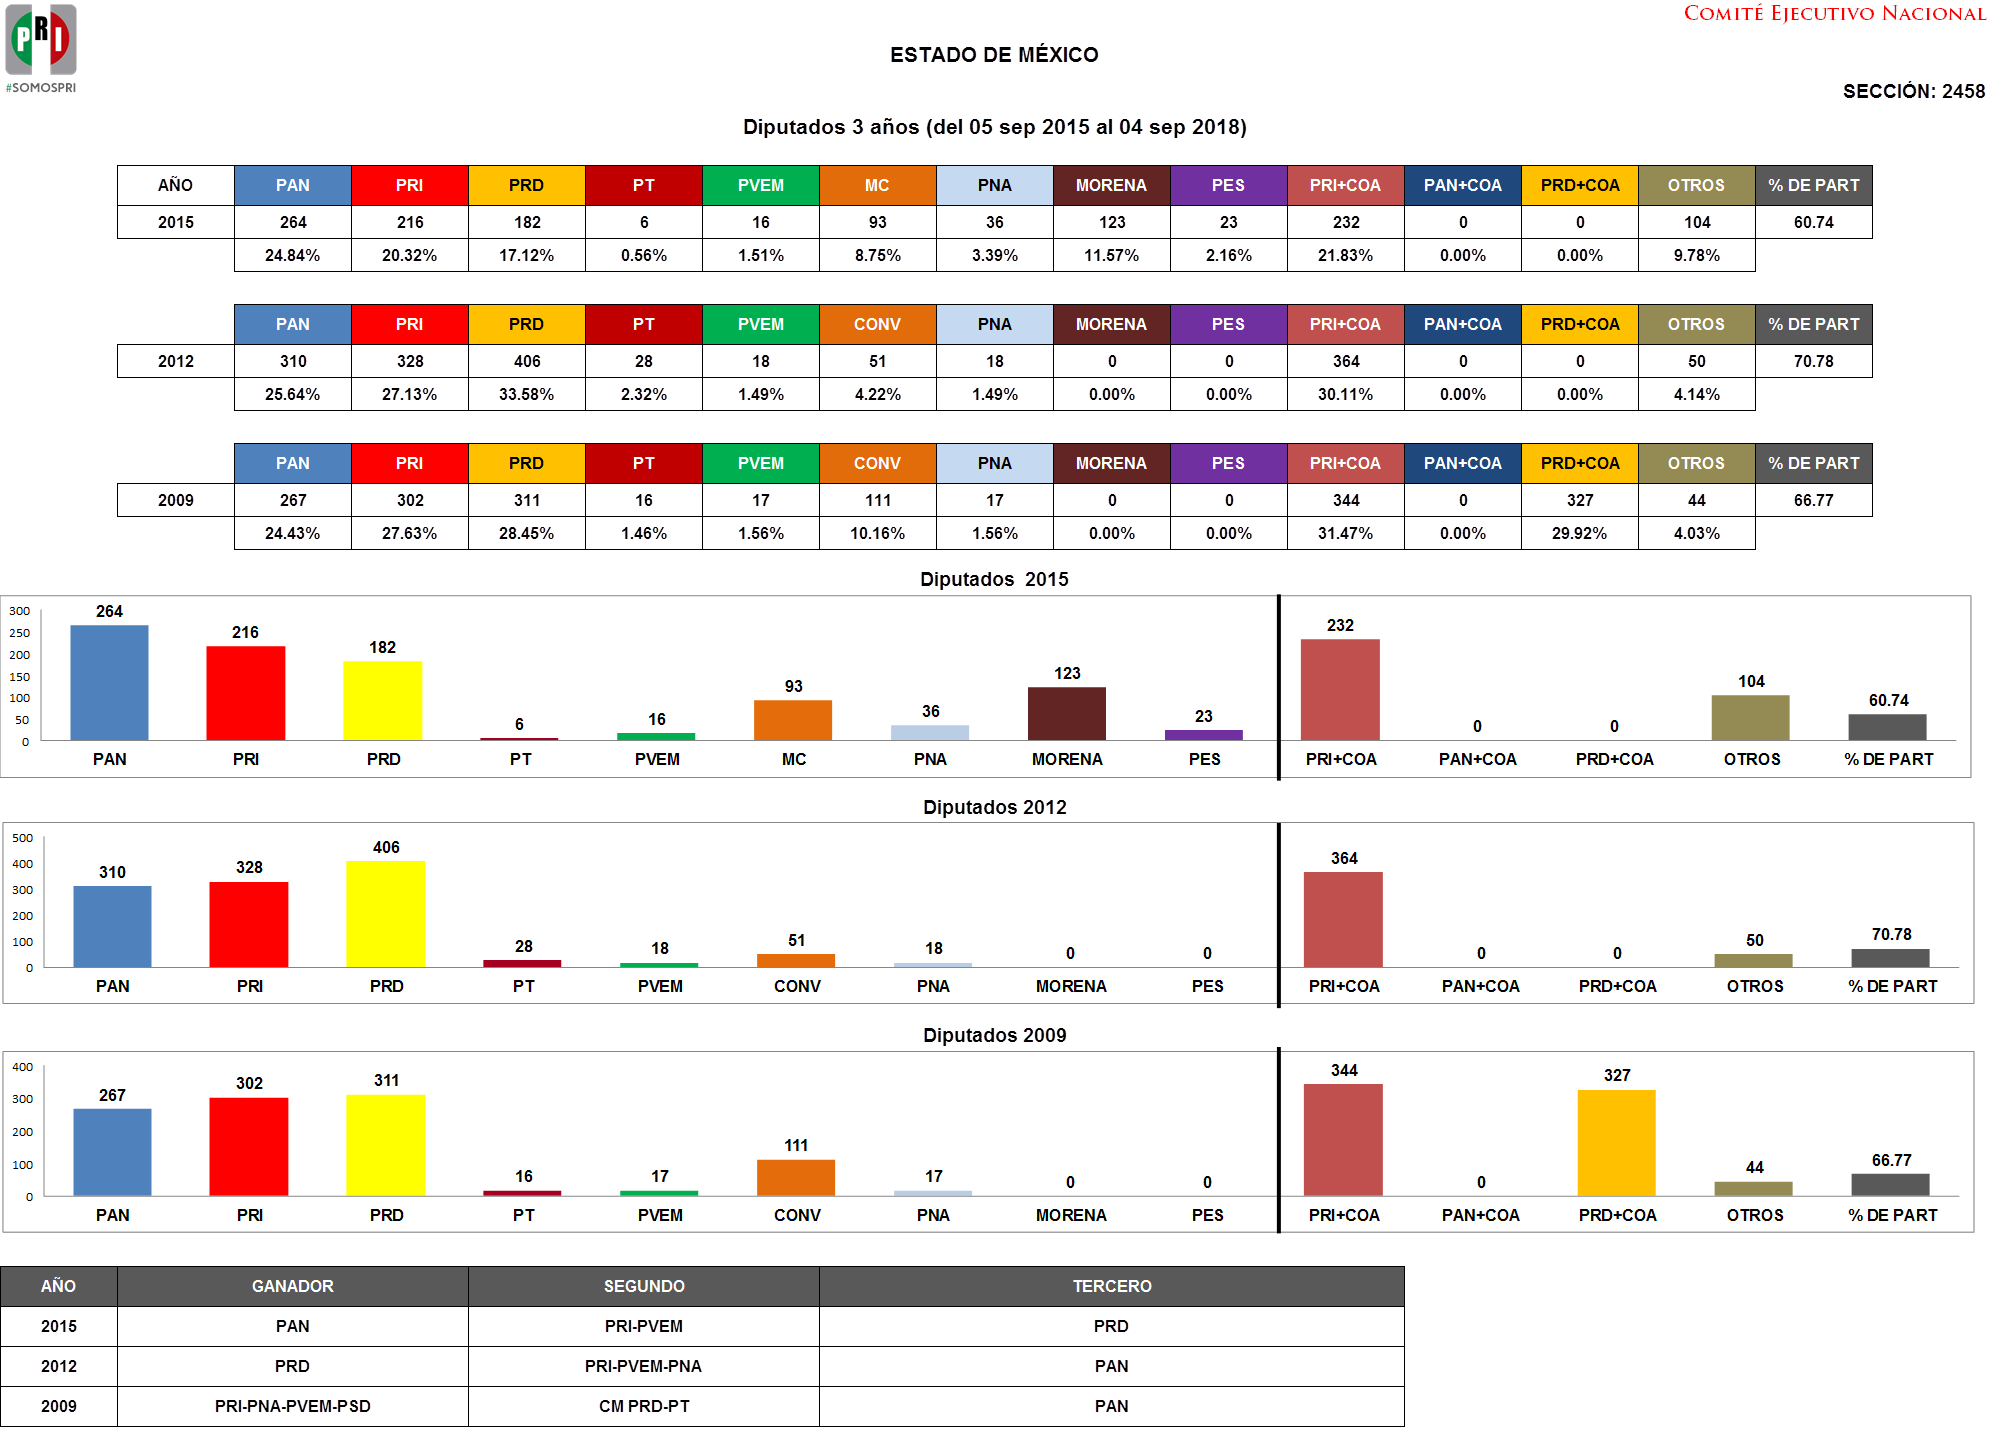 PRI
#SOMOSPRI
COMITÉ EJECUTIVO NACIONAL
ESTADO DE MÉXICO
SECCIÓN: 2458
Diputados 3 años (del 05 sep 2015 al 04 sep 2018)
AÑO PAN PRI PRD PT PVEM MC PNA MORENA PES PRI+COA PAN+COA PRD+COA OTROS % DE PART
2015 264 216 182 6 16 93 36 123 23 232 0 0 104 60.74
24.84% 20.32% 17.12% 0.56% 1.51% 8.75% 3.39% 11.57% 2.16% 21.83% 0.00% 0.00% 9.78%
PAN PRI PRD PT PVEM CONV PNA MORENA PES PRI+COA PAN+COA PRD+COA OTROS % DE PART
2012 310 328 406 28 18 51 18 0 0 364 0 0 50 70.78
25.64% 27.13% 33.58% 2.32% 1.49% 4.22% 1.49% 0.00% 0.00% 30.11% 0.00% 0.00% 4.14%
PAN PRI PRD PT PVEM CONV PNA MORENA PES PRI+COA PAN+COA PRD+COA OTROS % DE PART
2009 267 302 311 16 17 111 17 0 0 344 0 327 44 66.77
24.43% 27.63% 28.45% 1.46% 1.56% 10.16% 1.56% 0.00% 0.00% 31.47% 0.00% 29.92% 4.03%
Diputados 2015
300
250
200
150
100
50
0
264 216 182 6 16 93 36 123 23 232 0 0 104 60.74
PAN PRI PRD PT PVEM MC PNA MORENA PES PRI+COA PAN+COA PRD+COA OTROS % DE PART
Diputados 2012
500
400
300
200
100
0
310 328 406 28 18 51 18 0 0 364 0 0 50 70.78
PAN PRI PRD PT PVEM CONV PNA MORENA PES PRI+COA PAN+COA PRD+COA OTROS % DE PART
Diputados 2009
400
300
200
100
0
267 302 311 16 17 111 17 0 0 344 0 327 44 66.77
PAN PRI PRD PT PVEM CONV PNA MORENA PES PRI+COA PAN+COA PRD+COA OTROS % DE PART
AÑO GANADOR SEGUNDO TERCERO
2015 PAN PRI-PVEM PRD
2012 PRD PRI-PVEM-PNA PAN
2009 PRI-PNA-PVEM-PSD CM PRD-PT PAN